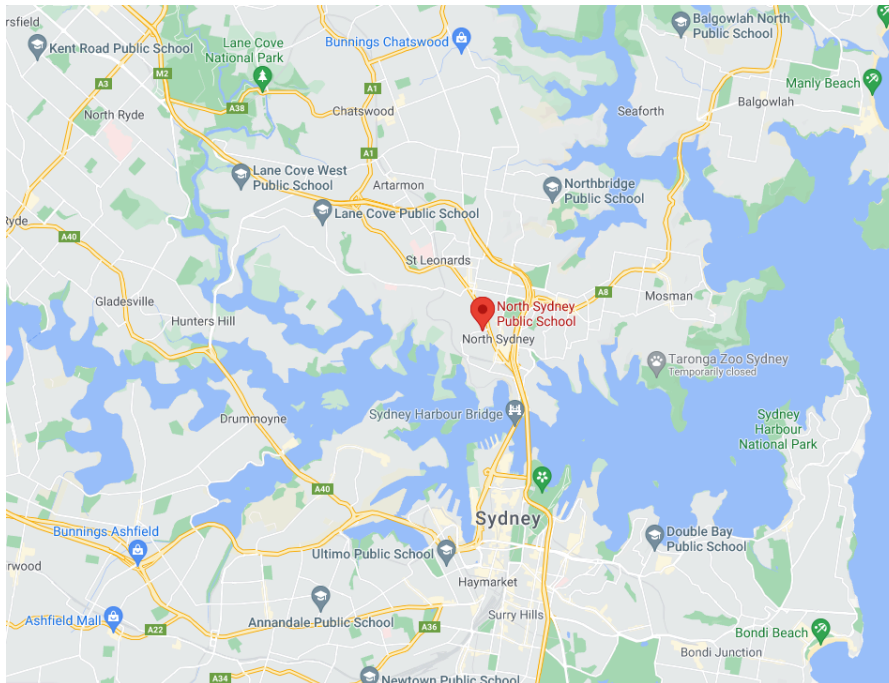 rsfield
Kent Road Public School
Lane Cove
National Park
Bunnings Chatswood
Balgowlah North
Public School
M2
A3
A1
Manly Beach
A38
Chatswood
Seaforth
Balgowlah
North Ryde
A1
Lane Cove West
Public School
Artarmon
Northbridge
Public School
Lane Cove Public School
Ryde
A40
St Leonards
A8
Mosman
Gladesville
North Sydney
Public School
Hunters Hill
North Sydney
Taronga Zoo Sydney
Temporarily closed
Sydney Harbour Bridge
Drummoyne
Sydney
Harbour
National Park
A40
Sydney
Bunnings Ashfield
Ultimo Public School
Double Bay
Public School
erwood
Haymarket
Annandale Public School
Surry Hills
Ashfield Mall
A22
A36
Bondi Beach
Bondi Junction
A34
Newtown Public School